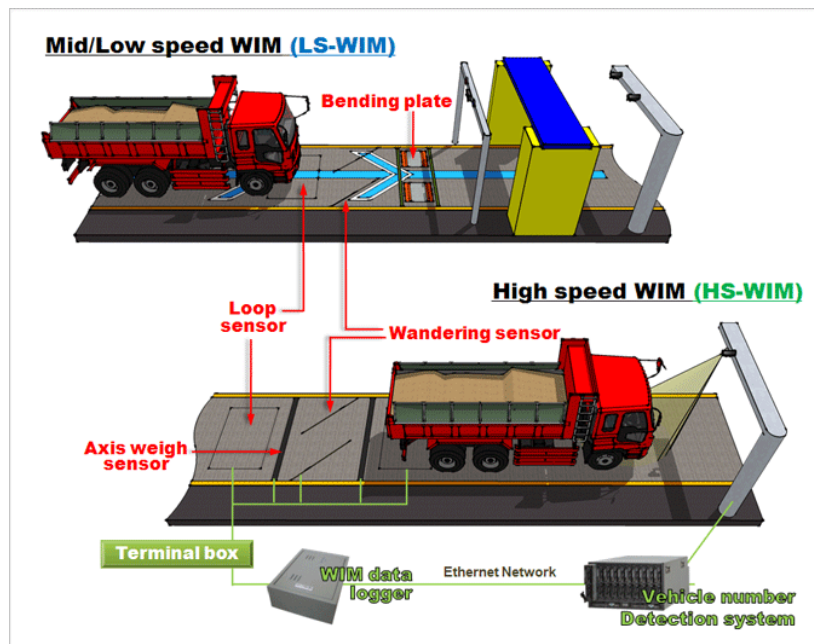 Mid/Low speed WIM (LS-WIM)
Bending plate
High speed WIM (HS-WIM)
Loop
sensor
Wandering sensor
Axis weigh
sensor
Terminal box
WIM data
logger
Ethernet Network
Vehicle number
Detection system